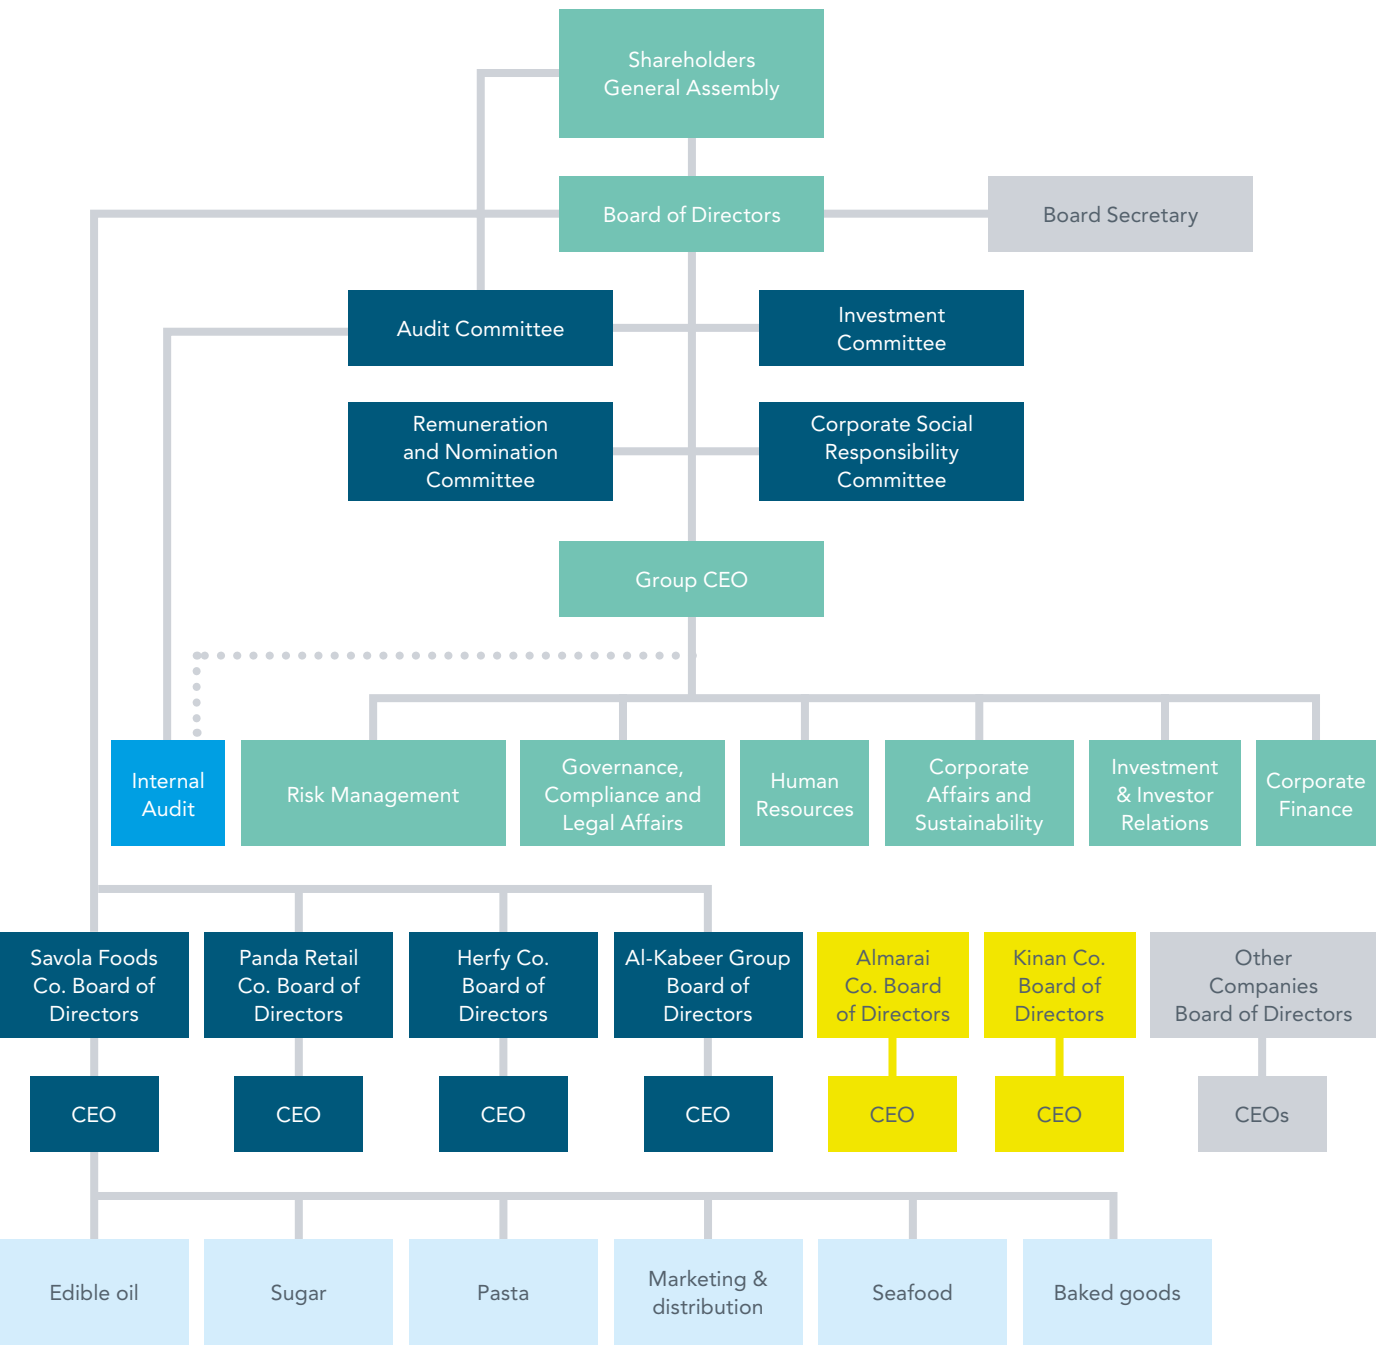 Shareholders
General Assembly
Board of Directors
Board Secretary
Audit Committee
Investment
Committee
Remuneration
and Nomination
Committee
Corporate Social
Responsibility
Committee
Group CEO
Internal
Audit
Risk Management
Governance,
Compliance and
Legal Affairs
Human
Resources
Corporate
Affairs and
Sustainability
Investment
& Investor
Relations
Corporate
Finance
Savola Foods
Co. Board of
Directors
Panda Retail
Co. Board of
Directors
Herfy Co.
Board of
Directors
Al-Kabeer Group
Board of
Directors
Almarai
Co. Board
of Directors
Kinan Co.
Board of
Directors
Other
Companies
Board of Directors
CEO
CEO
CEO
CEO
CEO
CEO
CEOs
Edible oil
Sugar
Pasta
Marketing &
distribution
Seafood
Baked goods